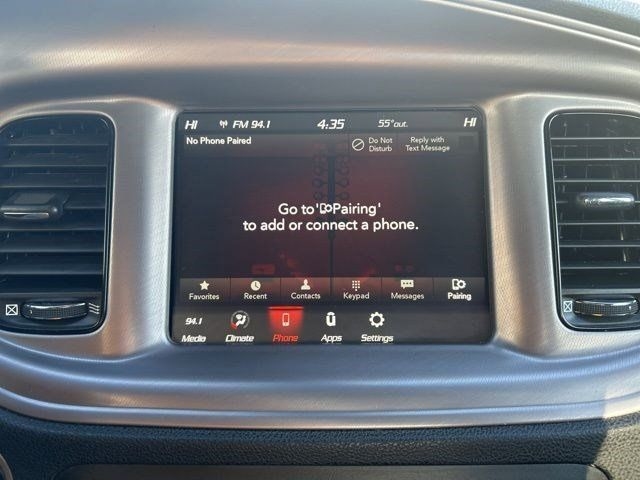 HI FM 94.1 4:35 55°out. HI
No Phone Paired
Do Not
Disturb
Reply with
Text Message
Go to 'Pairing'
to add or connect a phone.
Favorites Recent Contacts Keypad Messages Pairing
94.1
Media Climate Phone Apps Settings